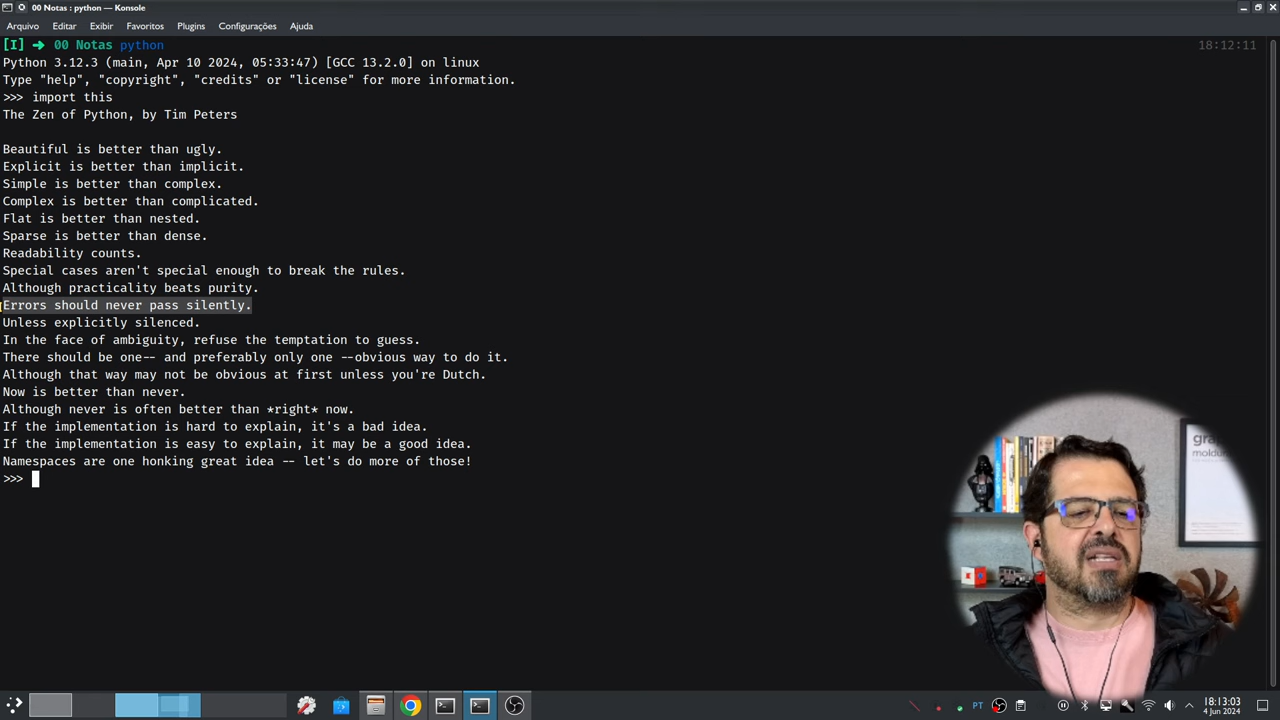 00 Notas : python — Konsole
Arquivo Editar Exibir Favoritos Plugins Configurações Ajuda
[I] ➜ 00 Notas python 18:12:11
Python 3.12.3 (main, Apr 10 2024, 05:33:47) [GCC 13.2.0] on linux
Type "help", "copyright", "credits" or "license" for more information.
>>> import this
The Zen of Python, by Tim Peters
Beautiful is better than ugly.
Explicit is better than implicit.
Simple is better than complex.
Complex is better than complicated.
Flat is better than nested.
Sparse is better than dense.
Readability counts.
Special cases aren't special enough to break the rules.
Although practicality beats purity.
Errors should never pass silently.
Unless explicitly silenced.
In the face of ambiguity, refuse the temptation to guess.
There should be one-- and preferably only one --obvious way to do it.
Although that way may not be obvious at first unless you're Dutch.
Now is better than never.
Although never is often better than *right* now.
If the implementation is hard to explain, it's a bad idea.
If the implementation is easy to explain, it may be a good idea.
Namespaces are one honking great idea -- let's do more of those!
>>>
PT
18:13:03
4 Jun 2024